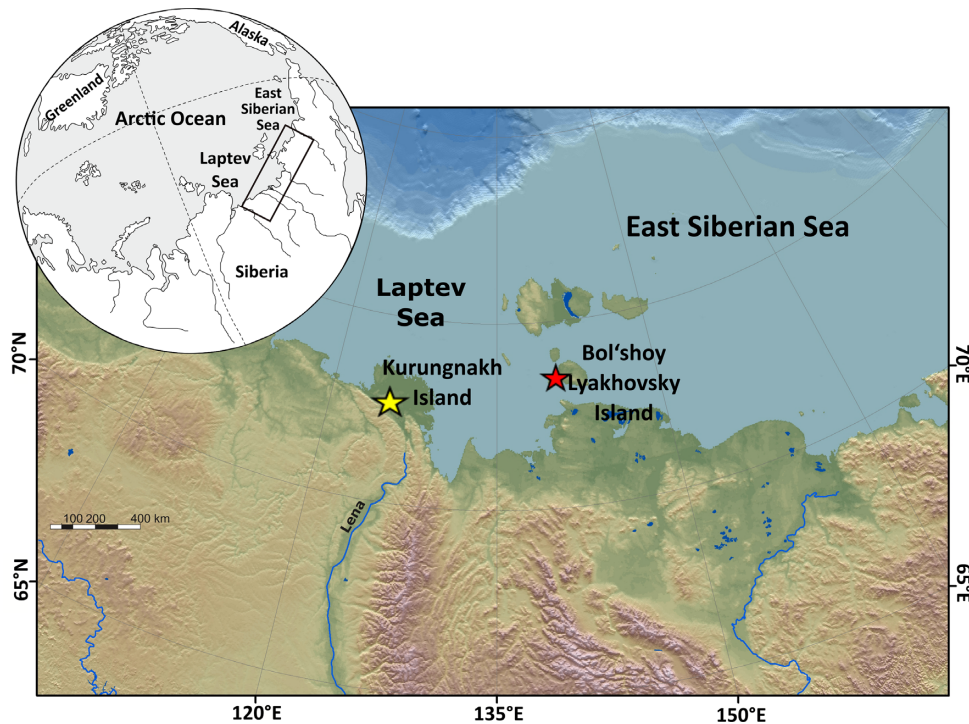 Alaska
Greenland
East
Siberian
Sea
Arctic Ocean
Laptev
Sea
Siberia
East Siberian Sea
Laptev
Sea
Bol‘shoy
Lyakhovsky
Island
Kurungnakh
Island
70°N
70°E
Lena
100 200 400 km
65°N
65°E
120°E
135°E
150°E